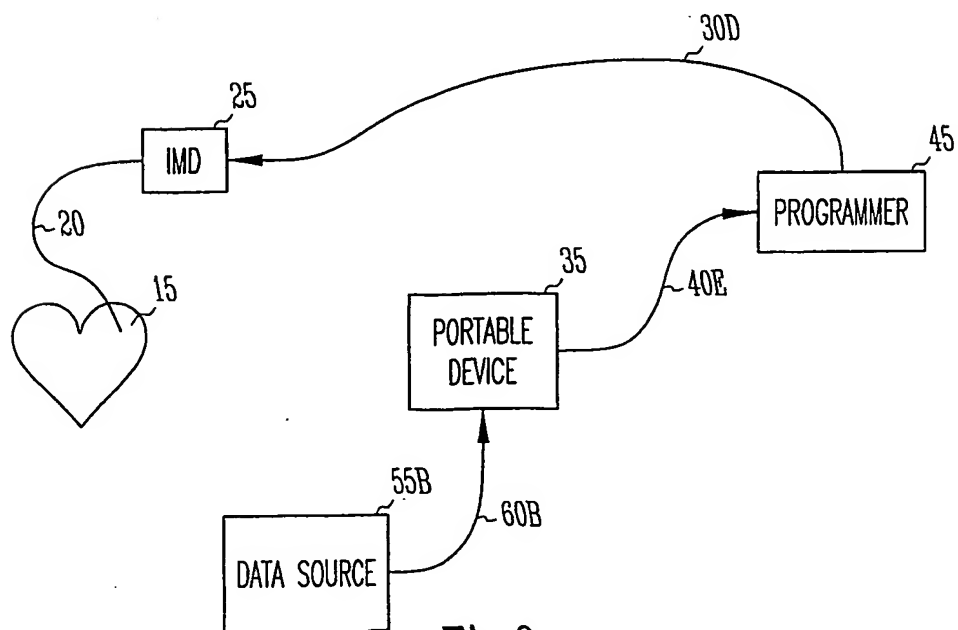 30D
25
IMD
45
PROGRAMMER
20
15
35
PORTABLE
DEVICE
40E
55B
DATA SOURCE
60B